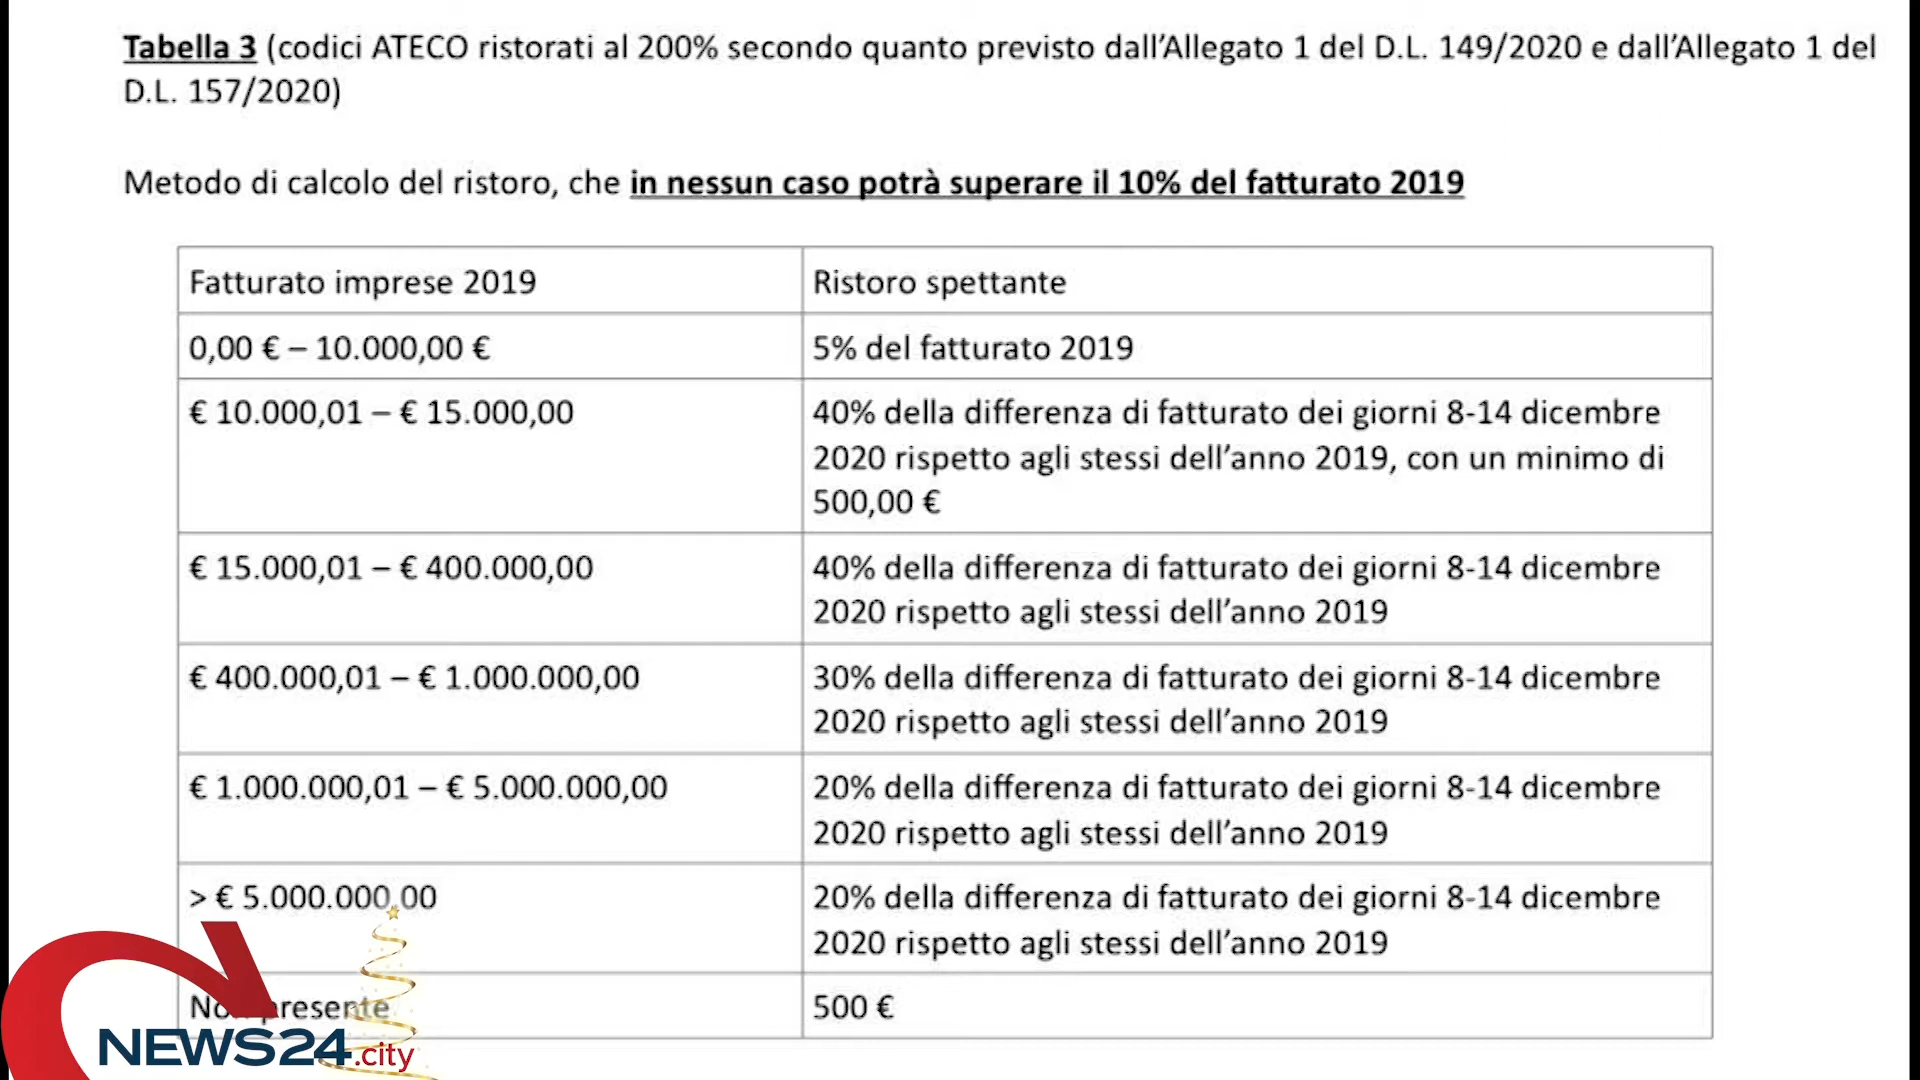 Tabella 3 (codici ATECO ristorati al 200% secondo quanto previsto dall’Allegato 1 del D.L. 149/2020 e dall’Allegato 1 del
D.L. 157/2020)
Metodo di calcolo del ristoro, che in nessun caso potrà superare il 10% del fatturato 2019
Fatturato imprese 2019
Ristoro spettante
0,00 € – 10.000,00 €
5% del fatturato 2019
€ 10.000,01 – € 15.000,00
40% della differenza di fatturato dei giorni 8-14 dicembre
2020 rispetto agli stessi dell’anno 2019, con un minimo di
500,00 €
€ 15.000,01 – € 400.000,00
40% della differenza di fatturato dei giorni 8-14 dicembre
2020 rispetto agli stessi dell’anno 2019
€ 400.000,01 – € 1.000.000,00
30% della differenza di fatturato dei giorni 8-14 dicembre
2020 rispetto agli stessi dell’anno 2019
€ 1.000.000,01 – € 5.000.000,00
20% della differenza di fatturato dei giorni 8-14 dicembre
2020 rispetto agli stessi dell’anno 2019
> € 5.000.000,00
20% della differenza di fatturato dei giorni 8-14 dicembre
2020 rispetto agli stessi dell’anno 2019
Non presente
500 €
NEWS24.city